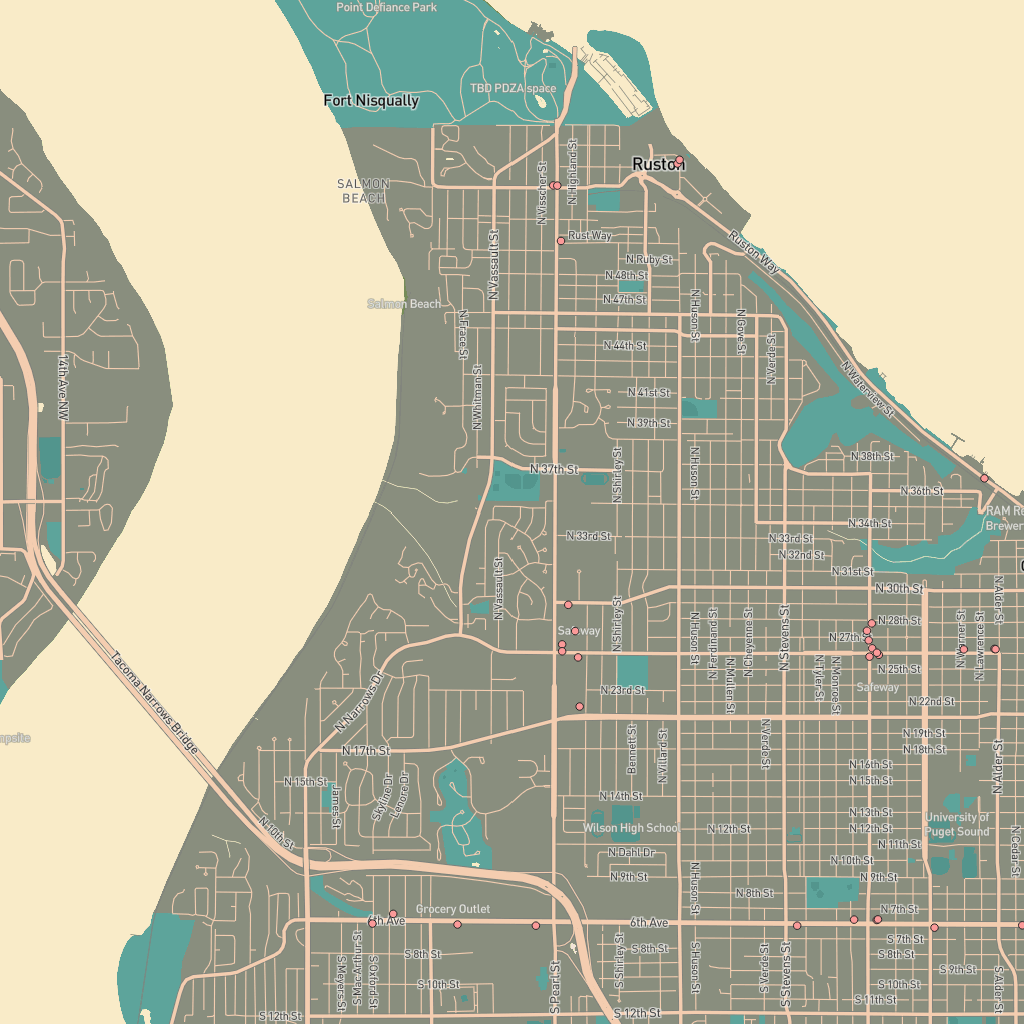 Point Defiance Park
TBD PDZA space
Fort Nisqually
Ruston
SALMON
BEACH
N Visscher St
N Highland St
Rust Way
Ruston Way
N Vassault St
N Ruby St
N 48th St
N 47th St
Salmon Beach
N Frace St
N Huson St
N Gove St
N Verde St
N 44th St
14th Ave NW
N Whitman St
N 41st St
N 39th St
N Waterview St
N 38th St
N 37th St
N Shirley St
N Huson St
N 36th St
RAM Re
Brewer
N 34th St
N 33rd St
N 33rd St
N 32nd St
N Vassault St
N 31st St
N 30th St
N Alder St
N 28th St
N 27th
Safeway
N Shirley St
N Huson St
N Ferdinand St
N Cheyenne St
N Stevens St
N Warner St
N Lawrence St
N 25th St
Safeway
N Mullen St
N Tyler St
N Monroe St
N 23rd St
N 22nd St
Tacoma Narrows Bridge
N Narrows Dr
mpsite
N 17th St
Bennett St
N Villard St
N Verde St
N 19th St
N 18th St
N Alder St
N 16th St
N 15th St
N 15th St
James St
Skyline Dr
Lenore Dr
N 14th St
N 13th St
N 12th St
N 12th St
Wilson High School
University of
Puget Sound
N 10th St
N 11th St
N Cedar St
N Dahl Dr
N 10th St
N 9th St
N 9th St
N Huson St
N 8th St
Grocery Outlet
6th Ave
6th Ave
N 7th St
S 7th St
S 8th St
S 8th St
S 8th St
S Meyers St
S Mac Arthur St
S Oxford St
S Pearl St
S Shirley St
S Huson St
S Verde St
S Stevens St
S 9th St
S Alder St
S 10th St
S 10th St
S 11th St
S 12th St
S 12th St